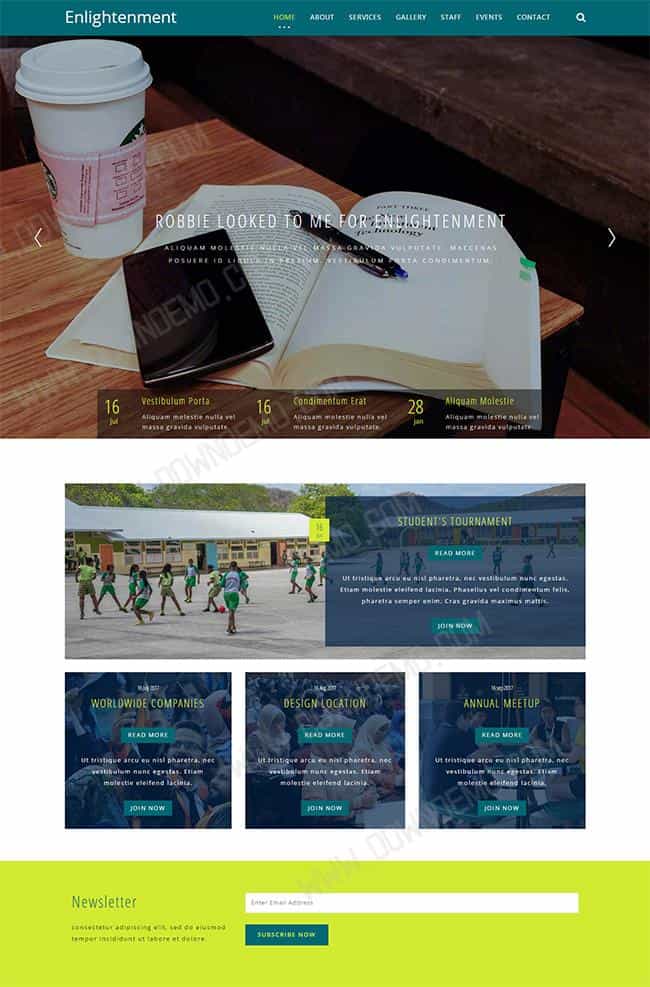 Enlightenment
HOME ABOUT SERVICES GALLERY STAFF EVENTS CONTACT
PART THREE
technology
ROBBIE LOOKED TO ME FOR ENLIGHTENMENT
ALIQUAM MOLESTIE NULLA VEL MASSA GRAVIDA VULPUTATE. MAECENAS
POSUERE ID LIGULA IN PRETIUM. VESTIBULUM PORTA CONDIMENTUM.
16 Jul
Vestibulum Porta
Aliquam molestie nulla vel
massa gravida vulputate.
16 Jul
Condimentum Erat
Aliquam molestie nulla vel
massa gravida vulputate.
28 Jan
Aliquam Molestie
Aliquam molestie nulla vel
massa gravida vulputate.
16
STUDENT'S TOURNAMENT
READ MORE
Ut tristique arcu eu nisl pharetra, nec vestibulum nunc egestas.
Etiam molestie eleifend lacinia. Phasellus vel condimentum felis,
pharetra semper enim. Cras gravida maximus mattis.
JOIN NOW
16 July 2017
WORLDWIDE COMPANIES
READ MORE
Ut tristique arcu eu nisl pharetra, nec
vestibulum nunc egestas. Etiam
molestie eleifend lacinia.
JOIN NOW
16 Aug 2017
DESIGN LOCATION
READ MORE
Ut tristique arcu eu nisl pharetra, nec
vestibulum nunc egestas. Etiam
molestie eleifend lacinia.
JOIN NOW
16 sep 2017
ANNUAL MEETUP
READ MORE
Ut tristique arcu eu nisl pharetra, nec
vestibulum nunc egestas. Etiam
molestie eleifend lacinia.
JOIN NOW
Newsletter
consectetur adipiscing elit, sed do eiusmod
tempor incididunt ut labore et dolore.
Enter Email Address
SUBSCRIBE NOW
WWW.DOWNDEMO.COM